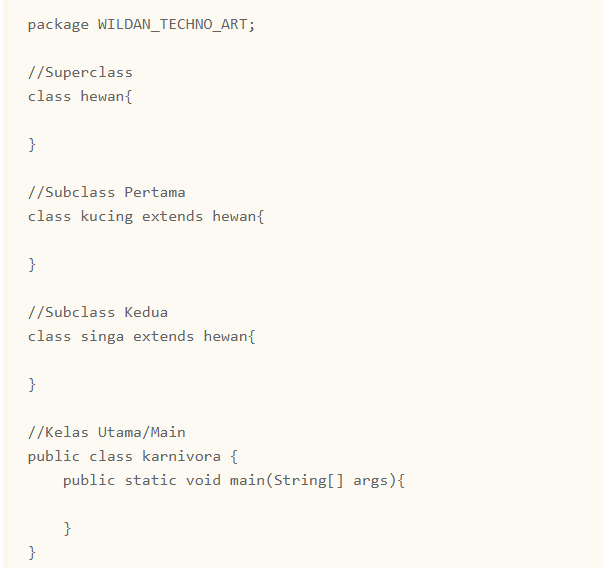 package WILDAN_TECHNO_ART;
//Superclass
class hewan{
}
//Subclass Pertama
class kucing extends hewan{
}
//Subclass Kedua
class singa extends hewan{
}
//Kelas Utama/Main
public class karnivora {
    public static void main(String[] args){
    }
}